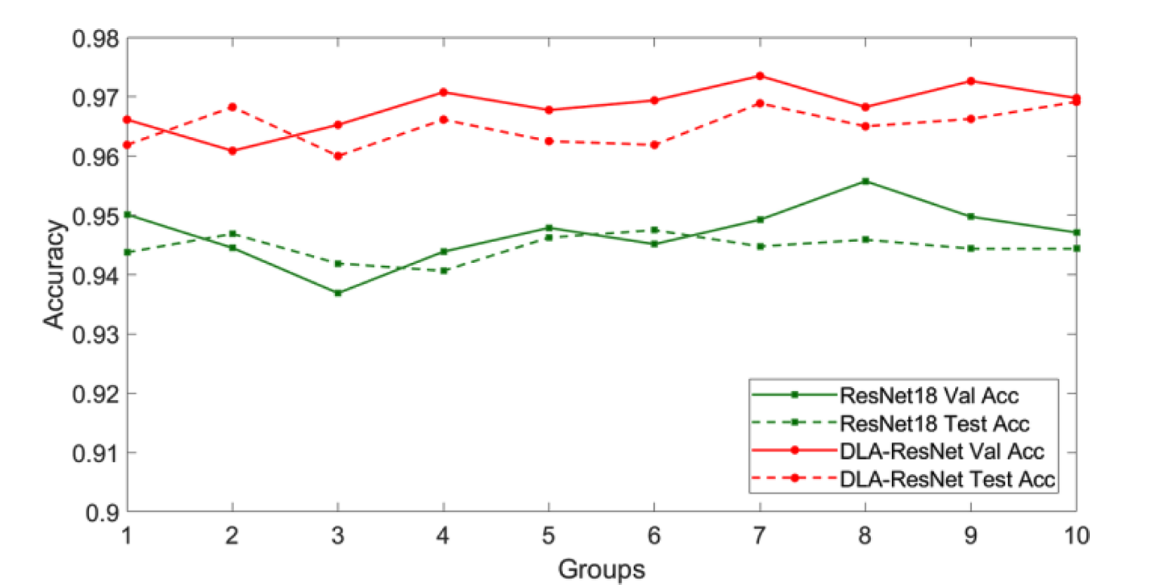 0.98
0.97
0.96
0.95
0.94
0.93
0.92
0.91
0.9
Accuracy
1 2 3 4 5 6 7 8 9 10
Groups
ResNet18 Val Acc
ResNet18 Test Acc
DLA-ResNet Val Acc
DLA-ResNet Test Acc